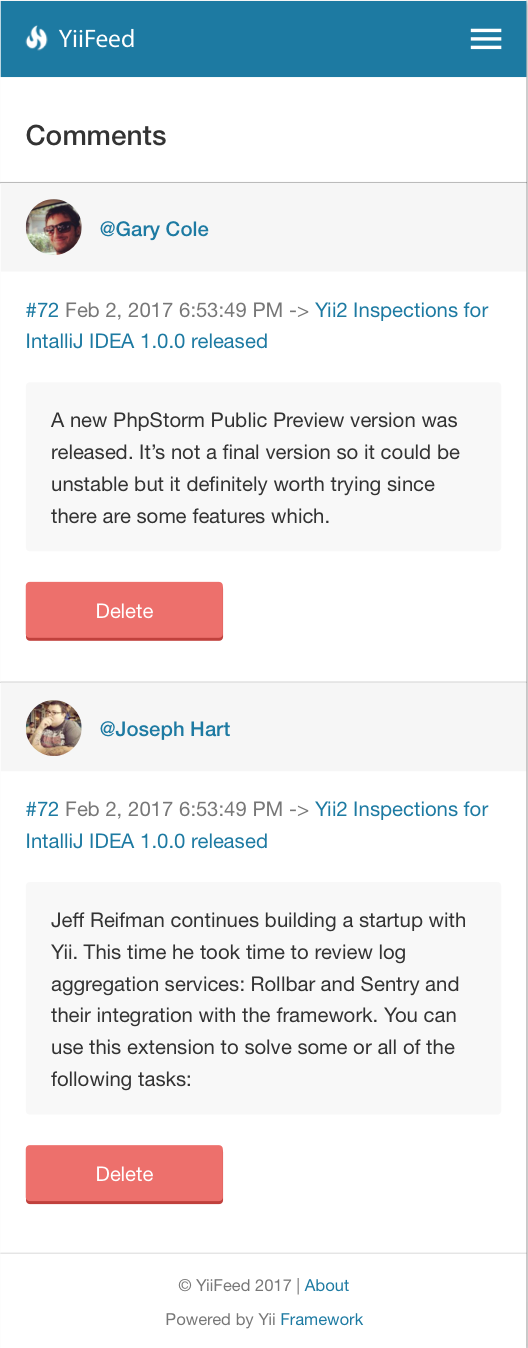 YiiFeed
Comments
@Gary Cole
#72 Feb 2, 2017 6:53:49 PM -> Yii2 Inspections for
IntalliJ IDEA 1.0.0 released
A new PhpStorm Public Preview version was
released. It’s not a final version so it could be
unstable but it definitely worth trying since
there are some features which.
Delete
@Joseph Hart
#72 Feb 2, 2017 6:53:49 PM -> Yii2 Inspections for
IntalliJ IDEA 1.0.0 released
Jeff Reifman continues building a startup with
Yii. This time he took time to review log
aggregation services: Rollbar and Sentry and
their integration with the framework. You can
use this extension to solve some or all of the
following tasks:
Delete
© YiiFeed 2017 | About
Powered by Yii Framework